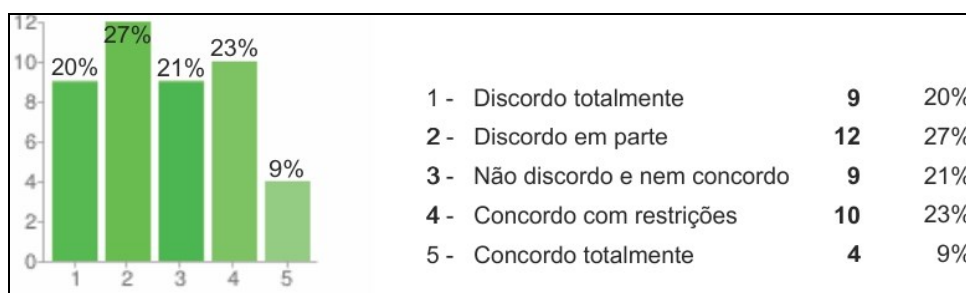 12
10
8
6
4
2
0
20%
27%
21%
23%
9%
1 2 3 4 5
1 - Discordo totalmente 9 20%
2 - Discordo em parte 12 27%
3 - Não discordo e nem concordo 9 21%
4 - Concordo com restrições 10 23%
5 - Concordo totalmente 4 9%